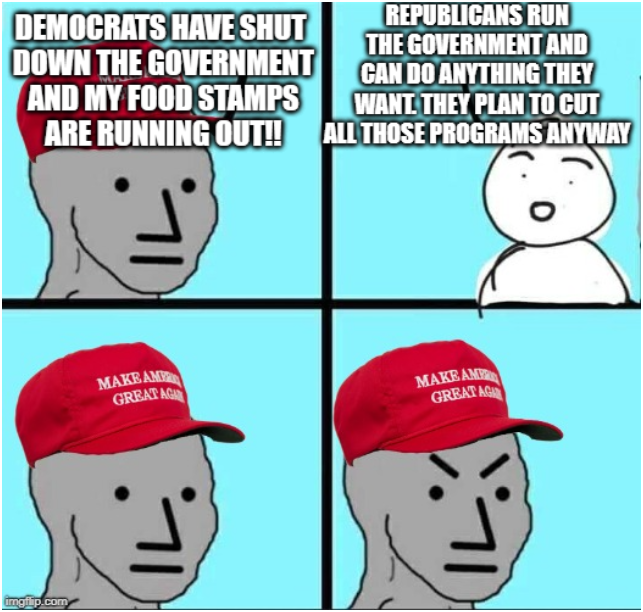 DEMOCRATS HAVE SHUT
DOWN THE GOVERNMENT
AND MY FOOD STAMPS
ARE RUNNING OUT!!
REPUBLICANS RUN
THE GOVERNMENT AND
CAN DO ANYTHING THEY
WANT. THEY PLAN TO CUT
ALL THOSE PROGRAMS ANYWAY
MAKE AMERICA
GREAT AGAIN
MAKE AMERICA
GREAT AGAIN
imgflip.com